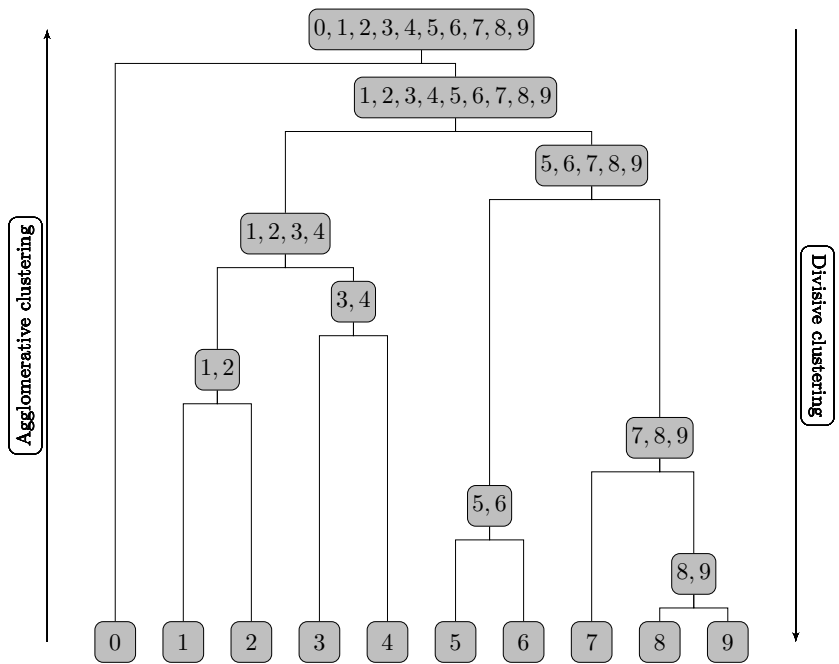 0, 1, 2, 3, 4, 5, 6, 7, 8, 9
1, 2, 3, 4, 5, 6, 7, 8, 9
5, 6, 7, 8, 9
1, 2, 3, 4
3, 4
1, 2
7, 8, 9
5, 6
8, 9
0
1
2
3
4
5
6
7
8
9
Agglomerative clustering
Divisive clustering